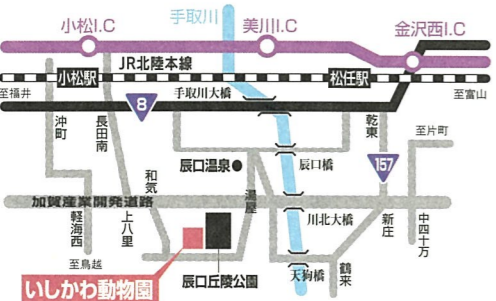 手取川
小松I.C
美川I.C
金沢西I.C
JR北陸本線
小松駅
松任駅
至福井
至富山
手取川大橋
8
沖町
長田南
乾東
至片町
辰口温泉
辰口橋
157
和気
湯屋
加賀産業開発道路
軽海西
上八里
川北大橋
新庄
中四十万
至鳥越
辰口丘陵公園
天狗橋
鶴来
いしかわ動物園